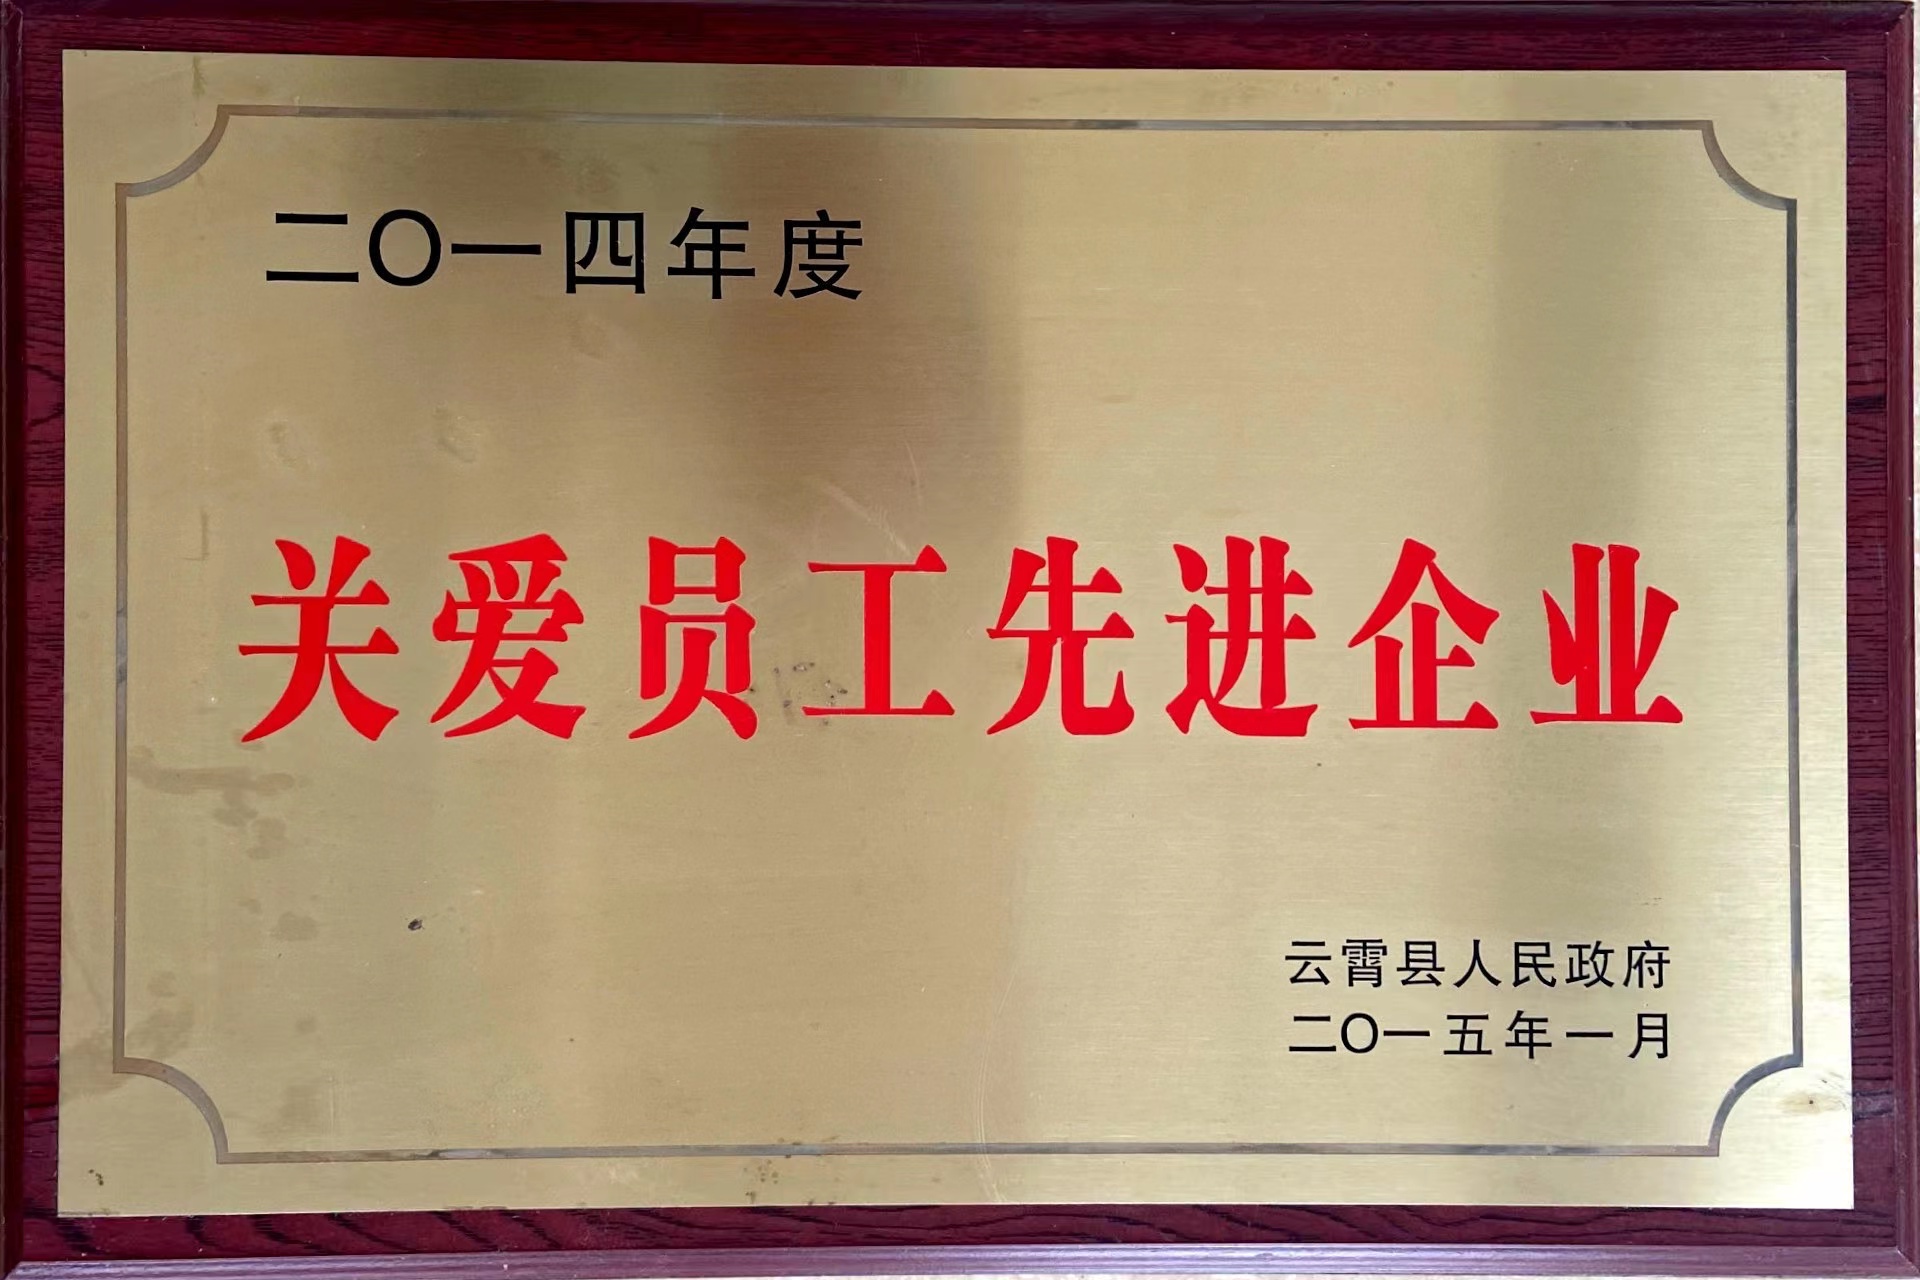 二〇一四年度
关爱员工先进企业
云霄县人民政府
二〇一五年一月